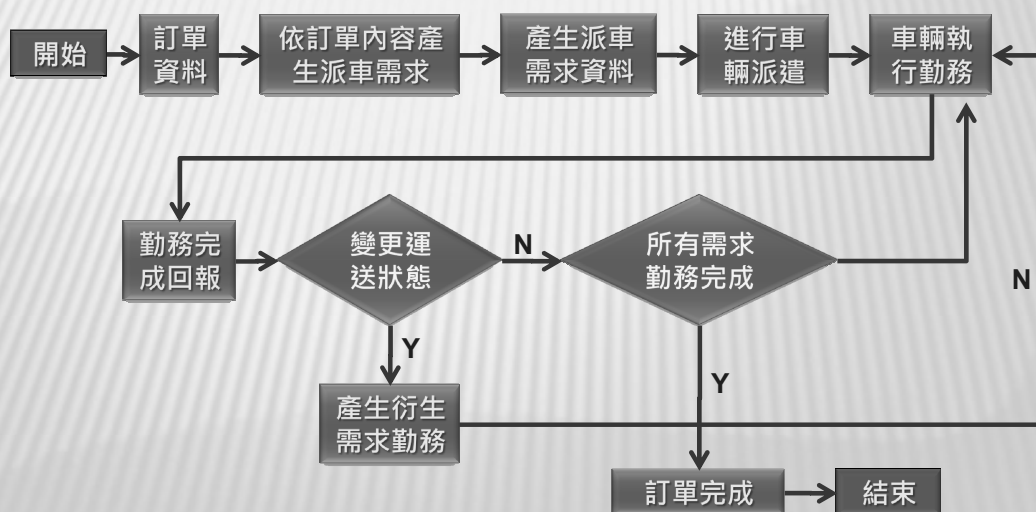 開始
訂單
資料
依訂單內容產
生派車需求
產生派車
需求資料
進行車
輛派遣
車輛執
行勤務
勤務完
成回報
變更運
送狀態
N
所有需求
勤務完成
N
Y
產生衍生
需求勤務
Y
訂單完成
結束